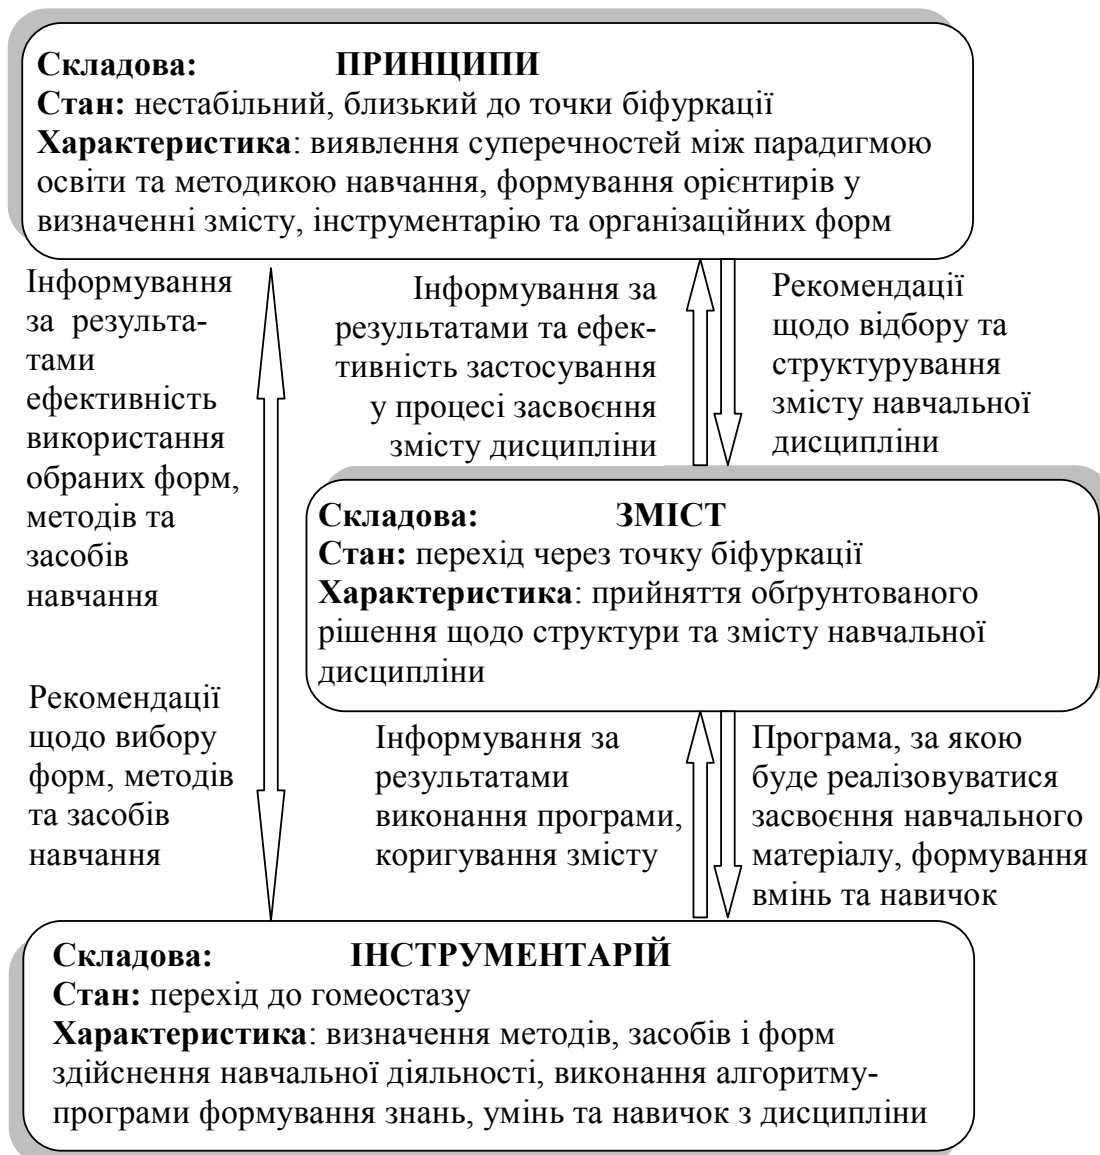 Складова: ПРИНЦИПИ
Стан: нестабільний, близький до точки біфуркації
Характеристика: виявлення суперечностей між парадигмою
освіти та методикою навчання, формування орієнтирів у
визначенні змісту, інструментарію та організаційних форм
Інформування
за результа-
тами
ефективність
використання
обраних форм,
методів та
засобів
навчання
Інформування за
результатами та ефек-
тивність застосування
у процесі засвоєння
змісту дисципліни
Рекомендації
щодо відбору та
структурування
змісту навчальної
дисципліни
Складова: ЗМІСТ
Стан: перехід через точку біфуркації
Характеристика: прийняття обґрунтованого
рішення щодо структури та змісту навчальної
дисципліни
Рекомендації
щодо вибору
форм, методів
та засобів
навчання
Інформування за
результатами
виконання програми,
коригування змісту
Програма, за якою
буде реалізовуватися
засвоєння навчального
матеріалу, формування
вмінь та навичок
Складова: ІНСТРУМЕНТАРІЙ
Стан: перехід до гомеостазу
Характеристика: визначення методів, засобів і форм
здійснення навчальної діяльності, виконання алгоритму-
програми формування знань, умінь та навичок з дисципліни